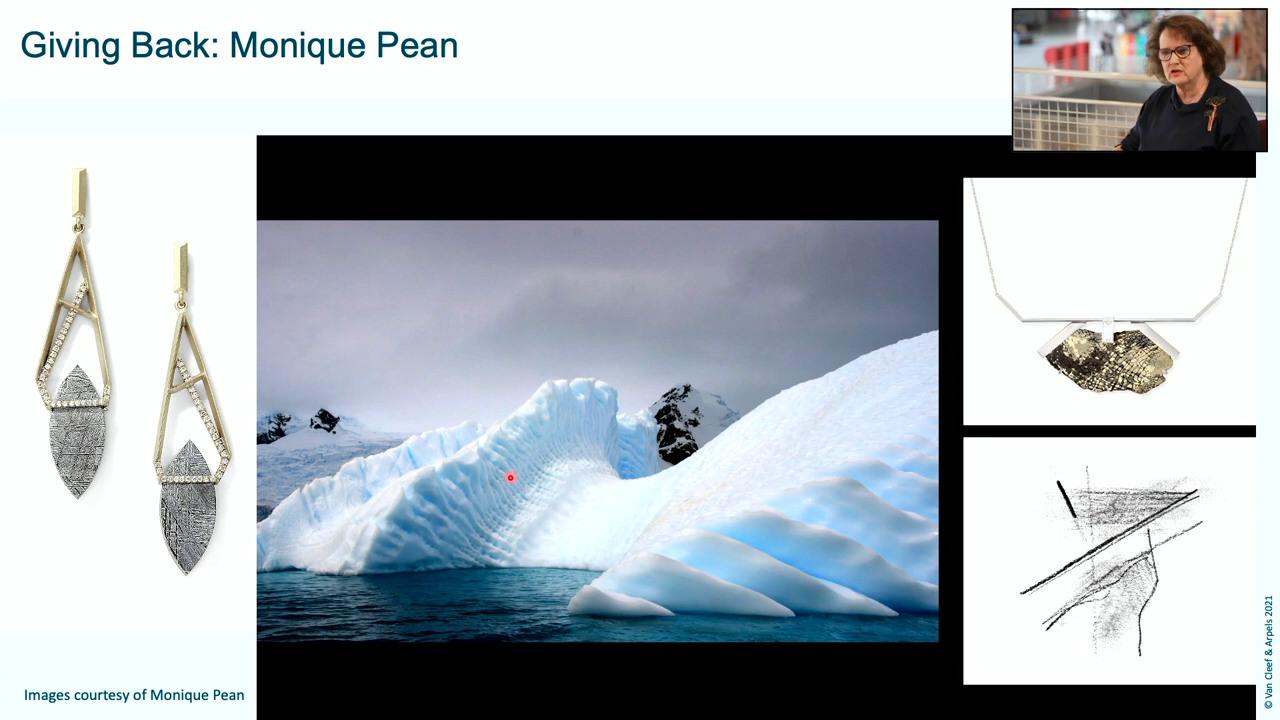 Giving Back: Monique Pean
Images courtesy of Monique Pean
© Van Cleef & Arpels 2021